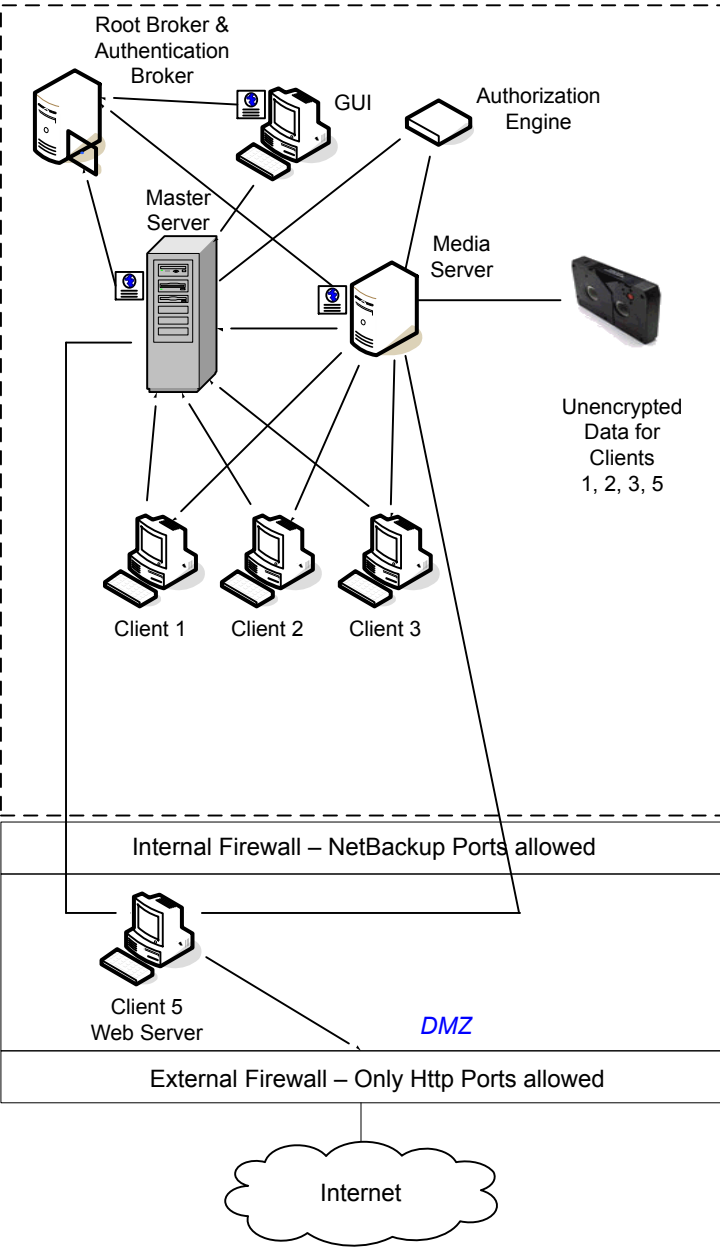 Root Broker &
Authentication
Broker
GUI
Authorization
Engine
Master
Server
Media
Server
Unencrypted
Data for
Clients
1, 2, 3, 5
Client 1
Client 2
Client 3
Internal Firewall – NetBackup Ports allowed
Client 5
Web Server
DMZ
External Firewall – Only Http Ports allowed
Internet